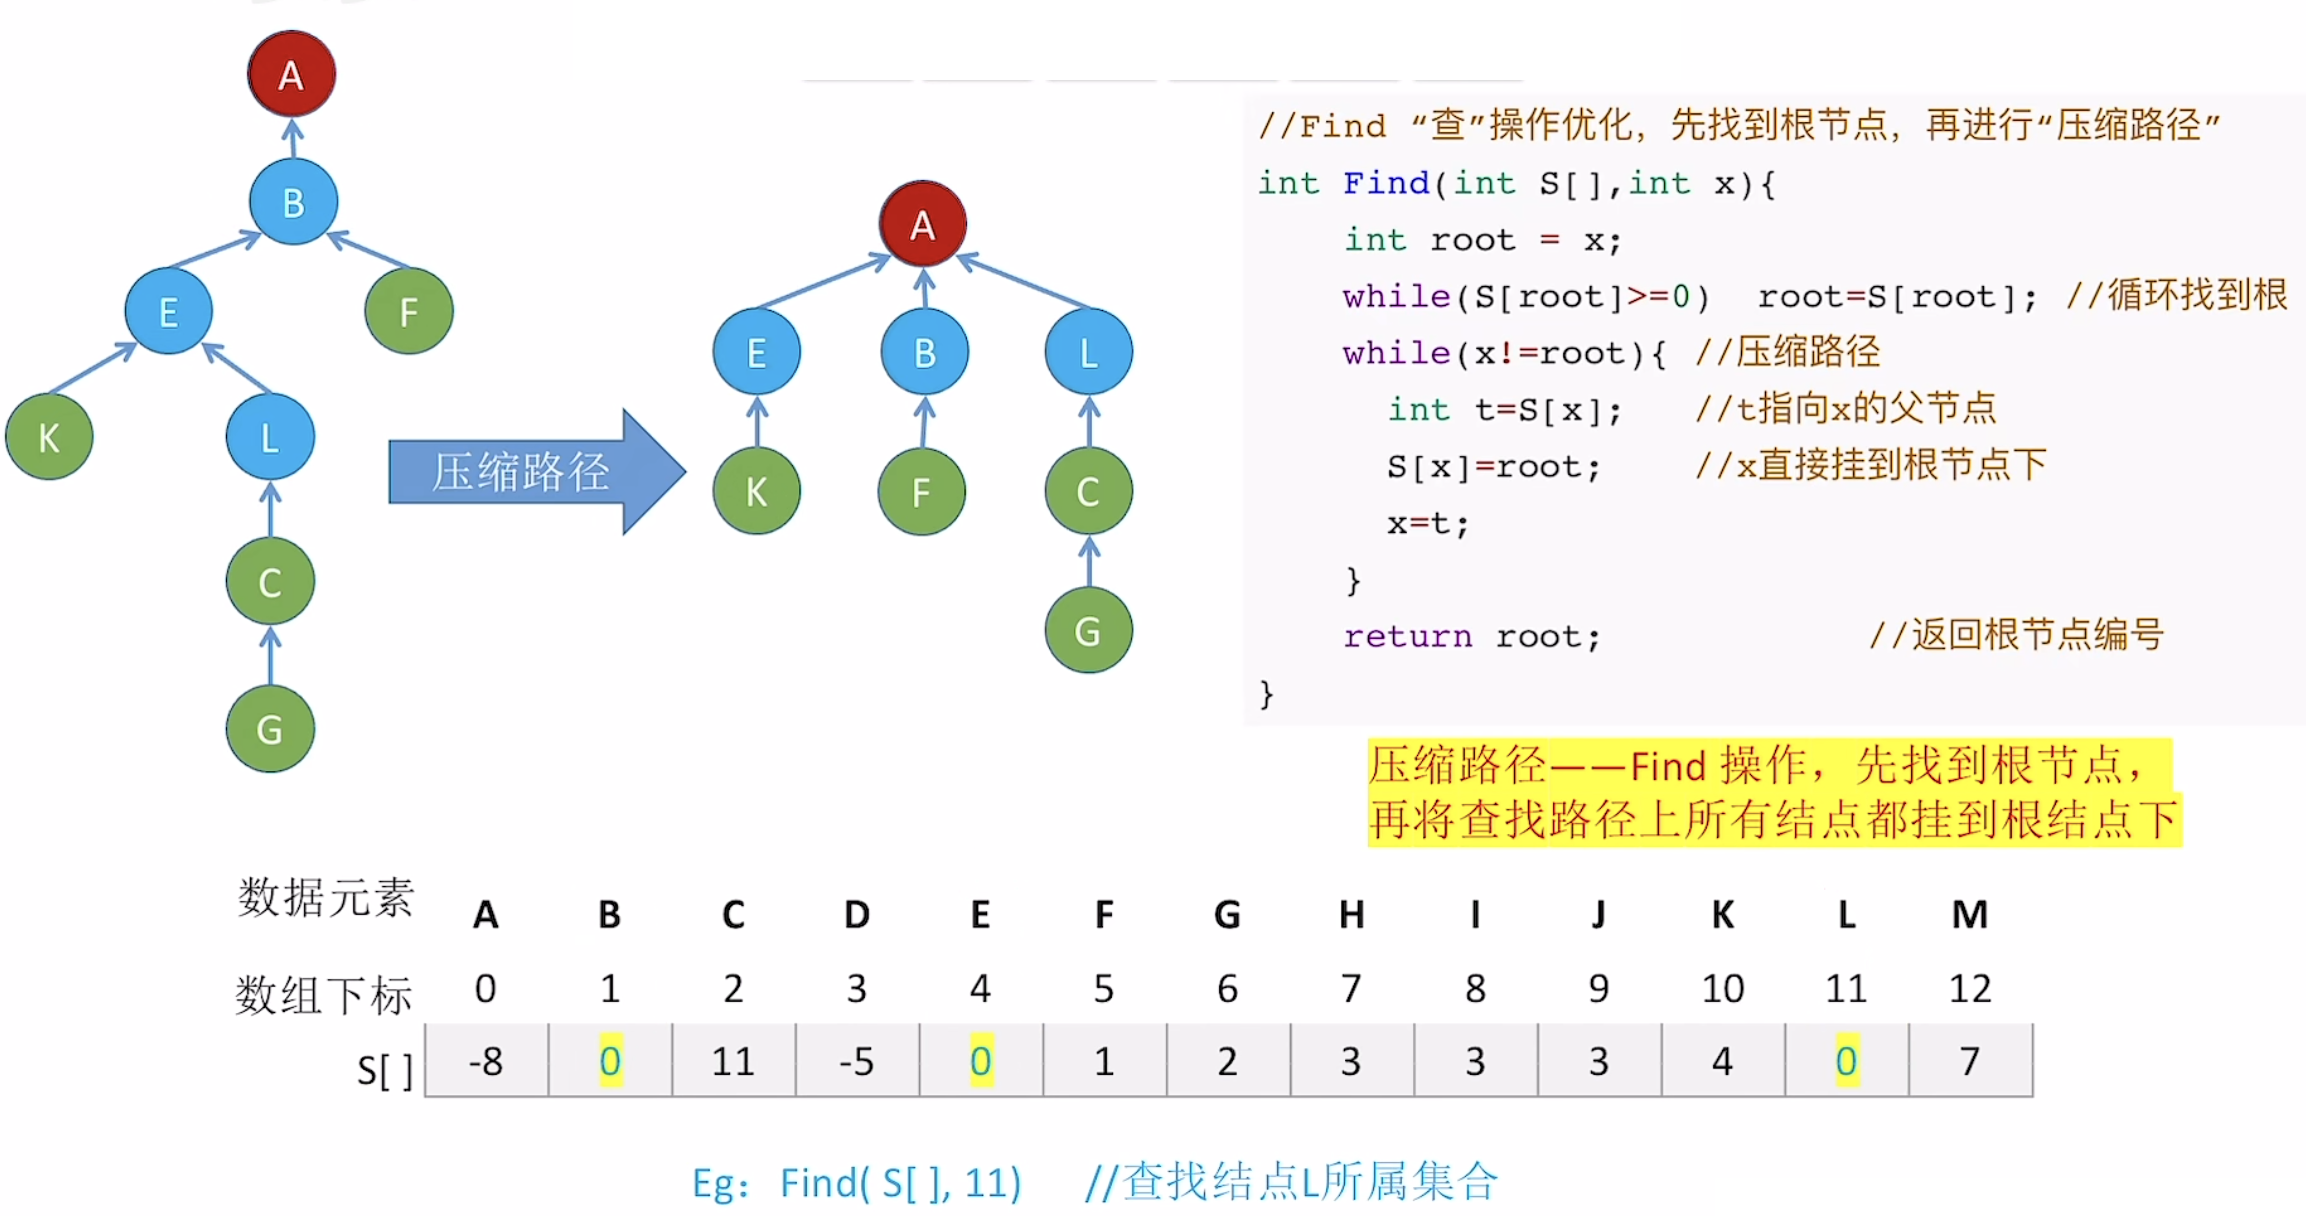 A
B
E
F
K
L
C
G
压缩路径
A
E
B
L
K
F
C
G
//Find “查”操作优化，先找到根节点，再进行“压缩路径”
int Find(int S[],int x){
int root = x;
while(S[root]>=0) root=S[root]; //循环找到根
while(x!=root){ //压缩路径
int t=S[x]; //t指向x的父节点
S[x]=root; //x直接挂到根节点下
x=t;
}
return root; //返回根节点编号
}
压缩路径——Find 操作，先找到根节点，
再将查找路径上所有结点都挂到根结点下
数据元素 A B C D E F G H I J K L M
数组下标 0 1 2 3 4 5 6 7 8 9 10 11 12
S[ ] -8 0 11 -5 0 1 2 3 3 3 4 0 7
Eg：Find( S[ ], 11) //查找结点L所属集合